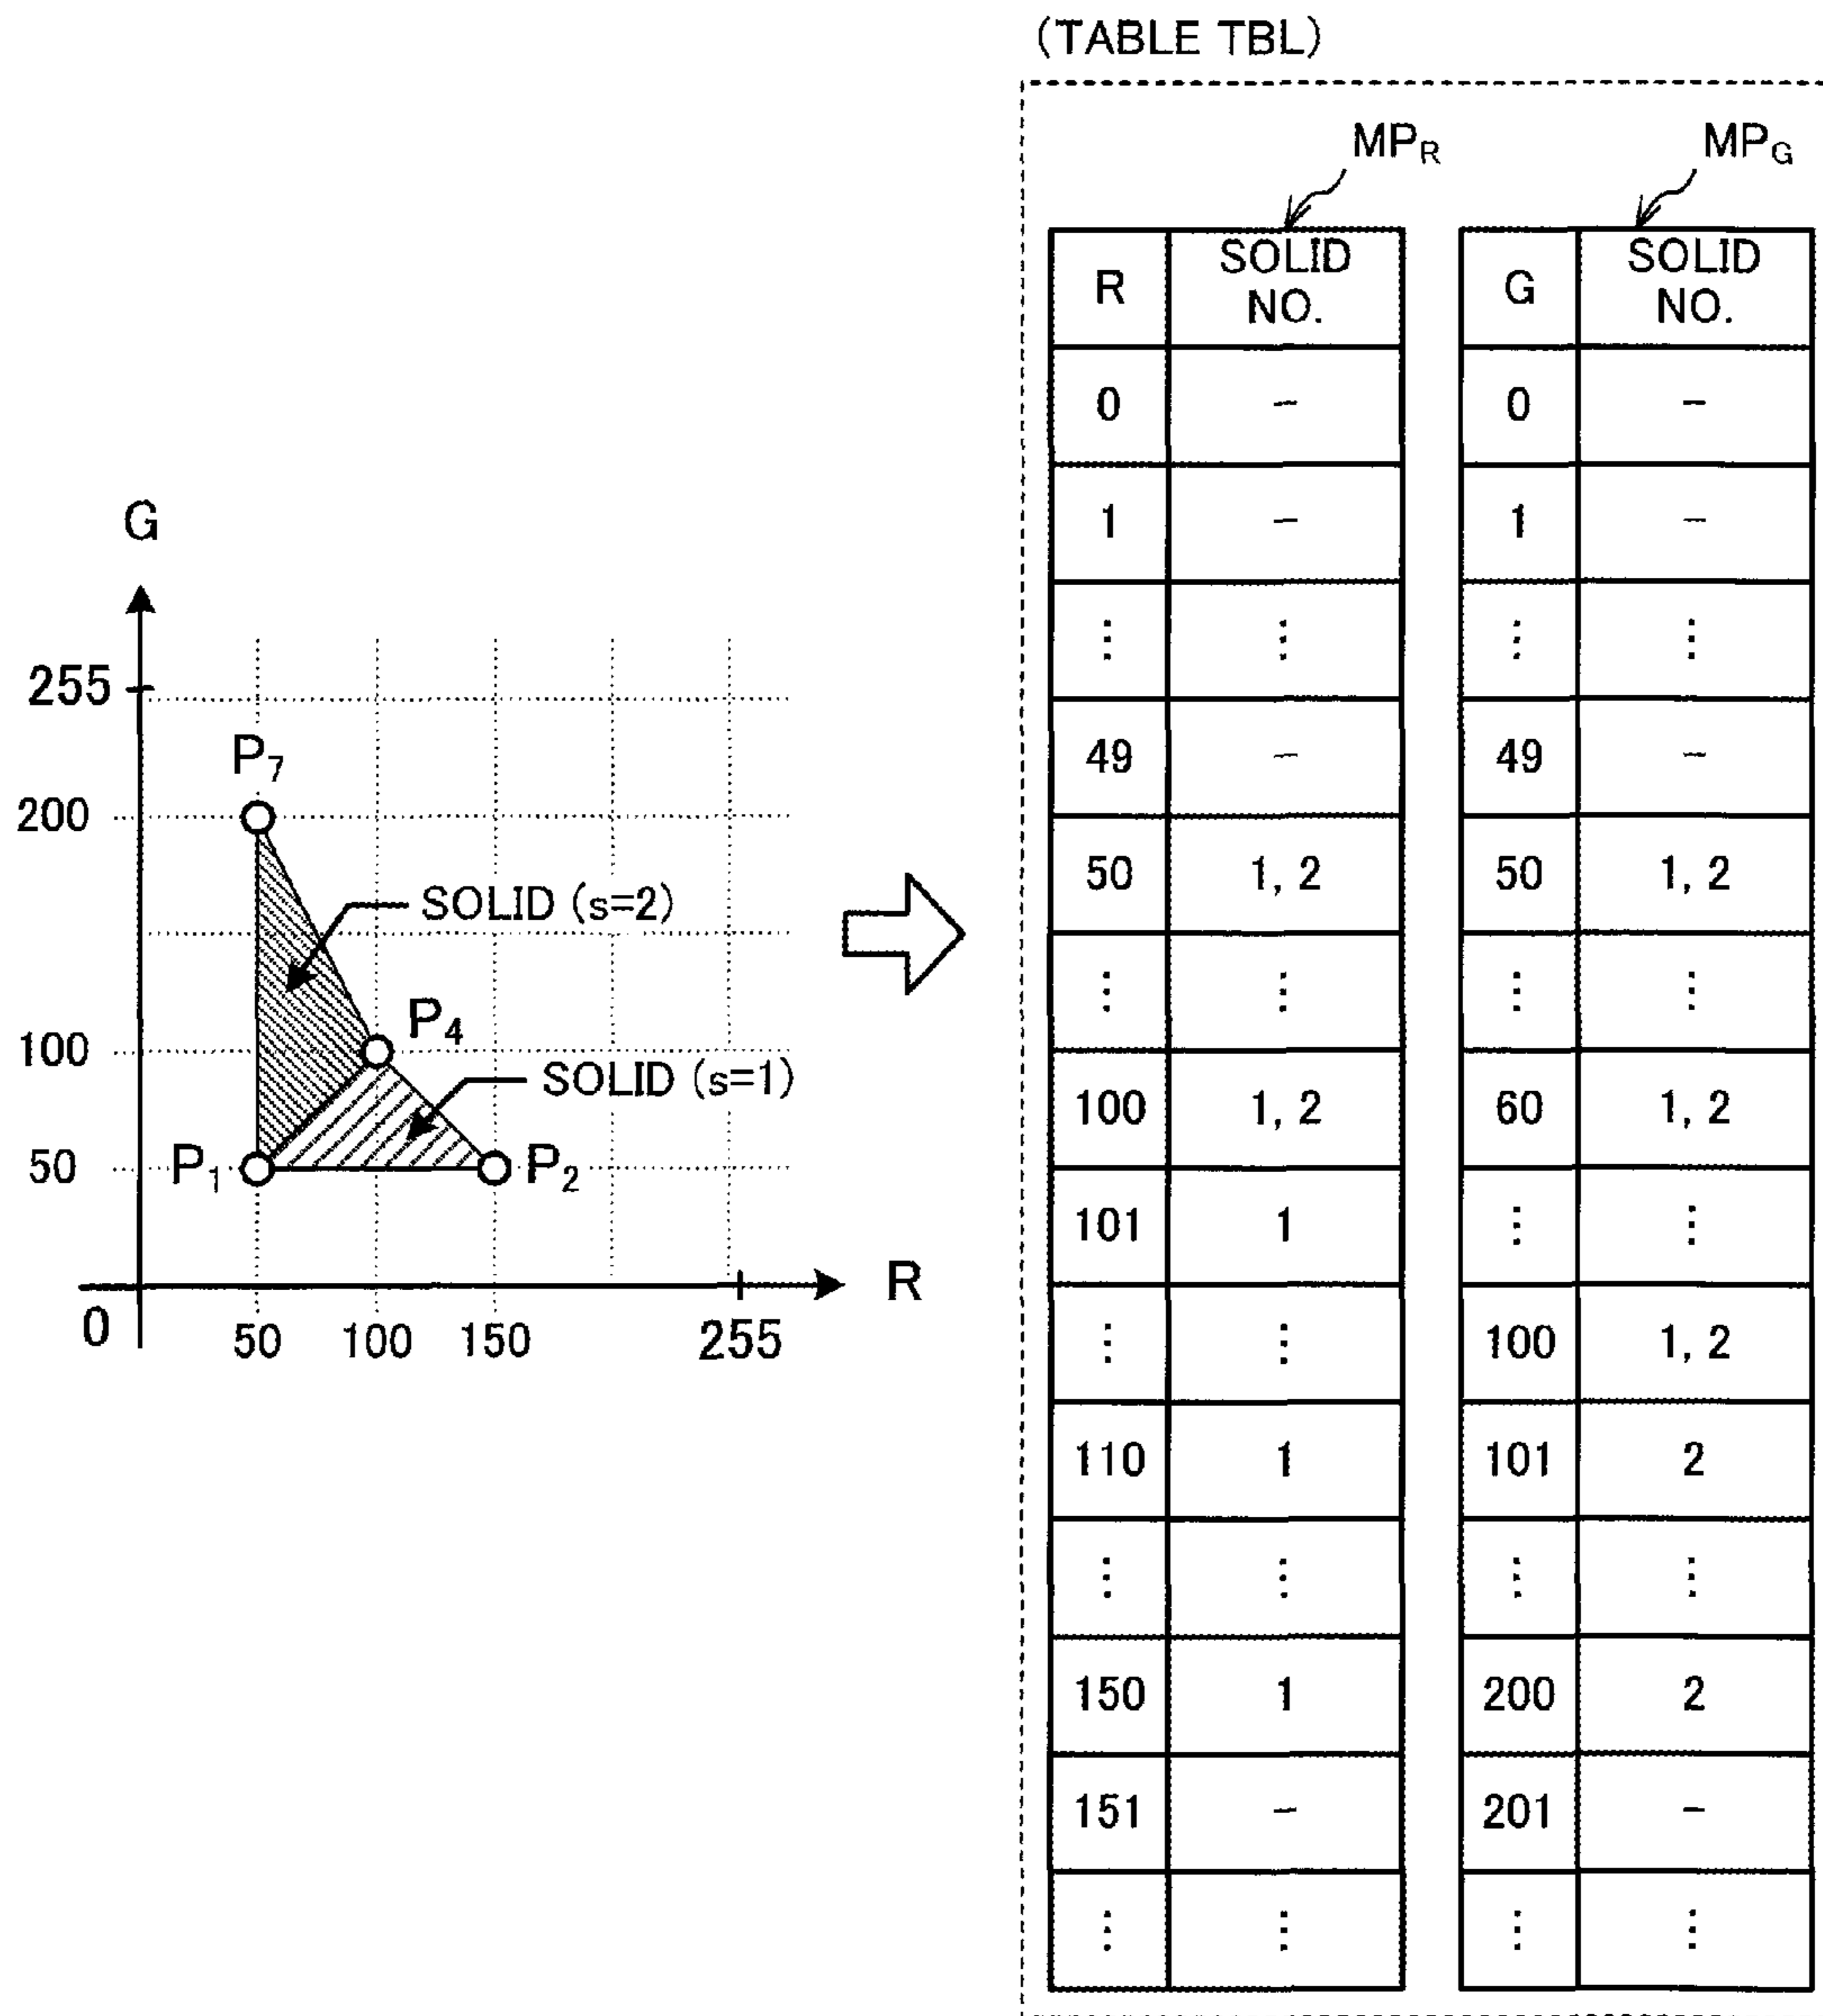 (TABLE TBL)
MP_R
MP_G
R SOLID NO.
0 -
1 -
⋮ ⋮
49 -
50 1, 2
⋮ ⋮
100 1, 2
101 1
⋮ ⋮
110 1
⋮ ⋮
150 1
151 -
⋮ ⋮
G SOLID NO.
0 -
1 -
⋮ ⋮
49 -
50 1, 2
⋮ ⋮
60 1, 2
⋮ ⋮
100 1, 2
101 2
⋮ ⋮
200 2
201 -
⋮ ⋮
G
255
P₇
200
SOLID (s=2)
P₄
100
SOLID (s=1)
50
P₁
P₂
R
0
50 100 150 255